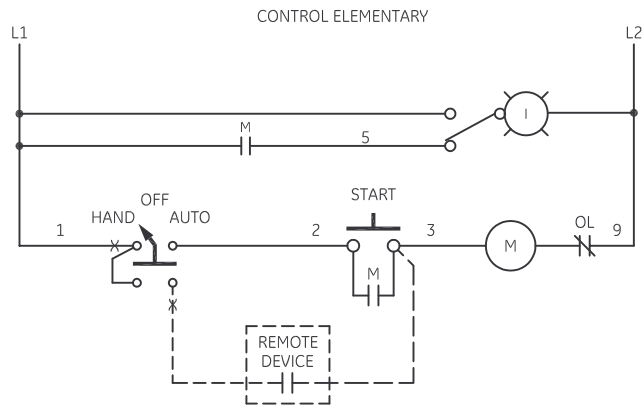 CONTROL ELEMENTARY
L1
L2
I
M
5
OFF
HAND
AUTO
START
1
2
3
M
OL
9
M
REMOTE
DEVICE